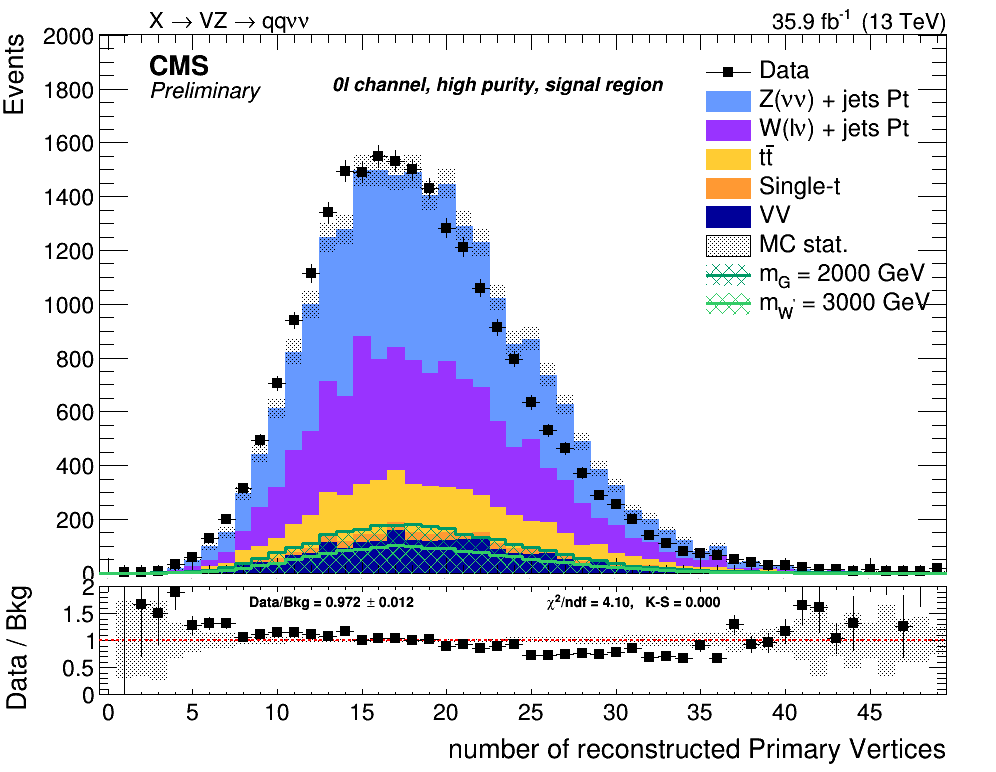 X → VZ → qqνν
35.9 fb⁻¹ (13 TeV)
Events
2000
1800
1600
1400
1200
1000
800
600
400
200
0
CMS
Preliminary
0l channel, high purity, signal region
Data
Z(νν) + jets Pt
W(lν) + jets Pt
tt̄
Single-t
VV
MC stat.
m_G = 2000 GeV
m_W' = 3000 GeV
Data / Bkg
2
1.5
1
0.5
0
Data/Bkg = 0.972 ± 0.012
χ²/ndf = 4.10, K-S = 0.000
0 5 10 15 20 25 30 35 40 45
number of reconstructed Primary Vertices